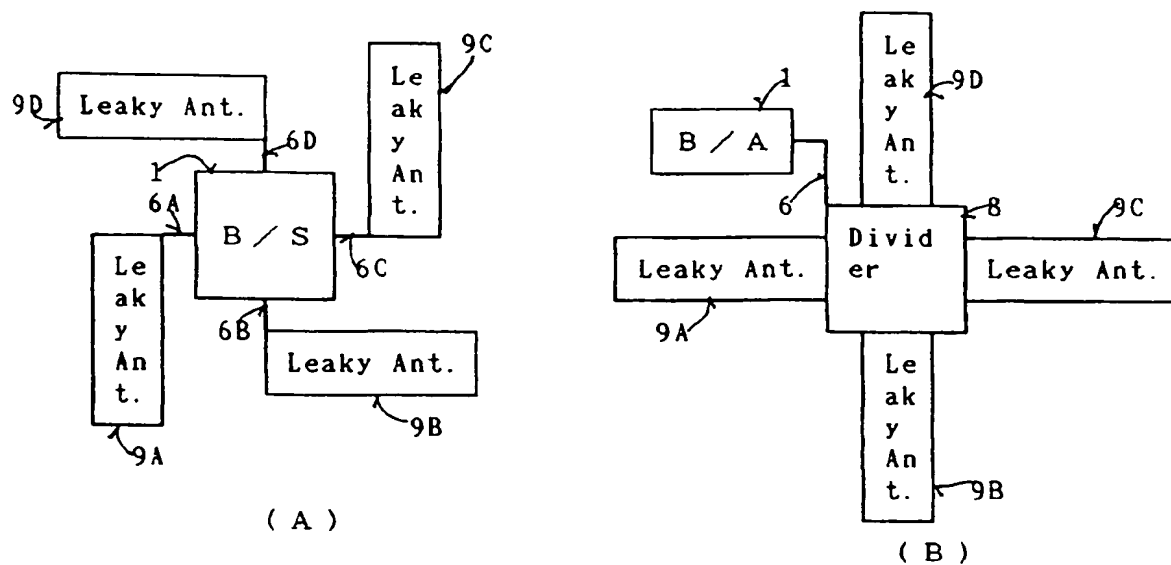 9C
Le
ak
y
An
t.
9D
Leaky Ant.
6D
1
6A
B / S
6C
Le
ak
y
An
t.
6B
Leaky Ant.
9A
9B
( A )
Le
ak
y
An
t.
9D
1
B / A
6
8
9C
Divid
er
Leaky Ant.
Leaky Ant.
9A
Le
ak
y
An
t.
9B
( B )